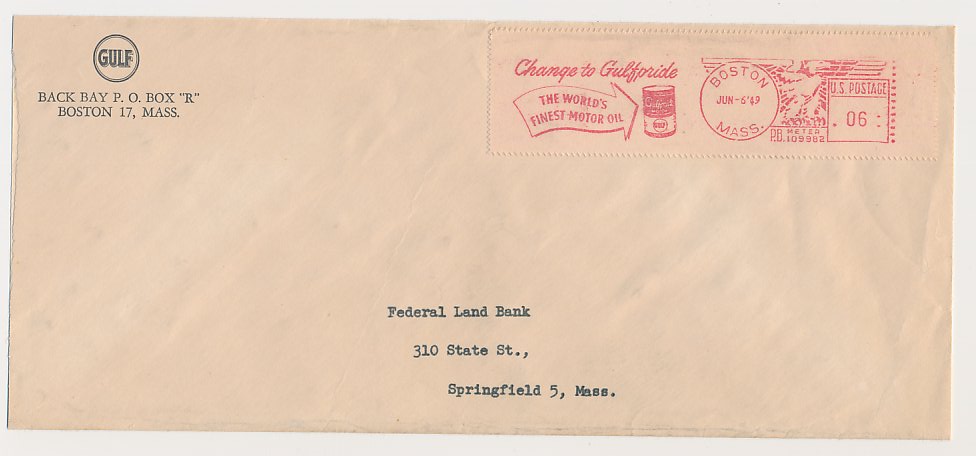 GULF
BACK BAY P. O. BOX "R"
BOSTON 17, MASS.
Change to Gulfpride
THE WORLD'S
FINEST MOTOR OIL
GULF
BOSTON
JUN-6'49
MASS.
U.S. POSTAGE
06
METER
P.B. 109982
Federal Land Bank
310 State St.,
Springfield 5, Mass.